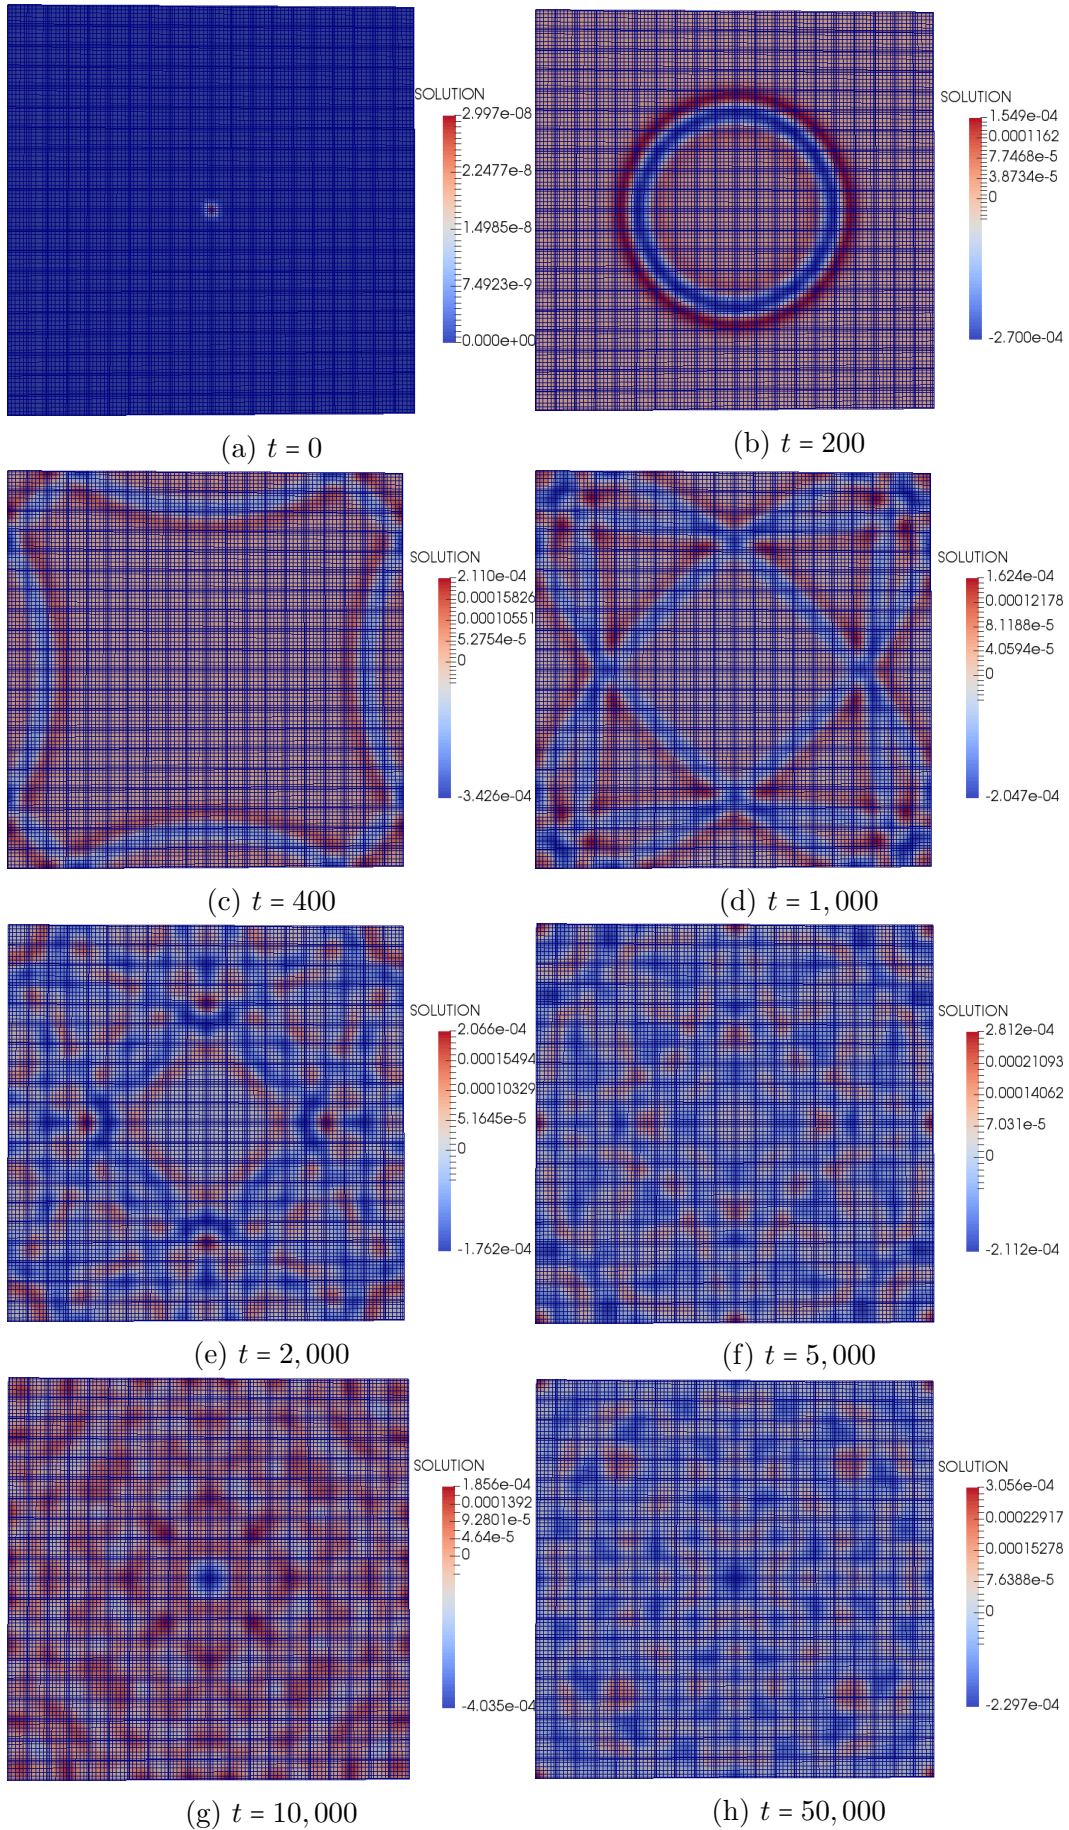 SOLUTION
2.997e-08
2.2477e-8
1.4985e-8
7.4923e-9
0.000e+00
(a) t = 0
SOLUTION
1.549e-04
0.0001162
7.7468e-5
3.8734e-5
0
-2.700e-04
(b) t = 200
SOLUTION
2.110e-04
0.00015826
0.00010551
5.2754e-5
0
-3.426e-04
(c) t = 400
SOLUTION
1.624e-04
0.00012178
8.1188e-5
4.0594e-5
0
-2.047e-04
(d) t = 1,000
SOLUTION
2.066e-04
0.00015494
0.00010329
5.1645e-5
0
-1.762e-04
(e) t = 2,000
SOLUTION
2.812e-04
0.00021093
0.00014062
7.031e-5
0
-2.112e-04
(f) t = 5,000
SOLUTION
1.856e-04
0.0001392
9.2801e-5
4.64e-5
0
-4.035e-04
(g) t = 10,000
SOLUTION
3.056e-04
0.00022917
0.00015278
7.6388e-5
0
-2.297e-04
(h) t = 50,000